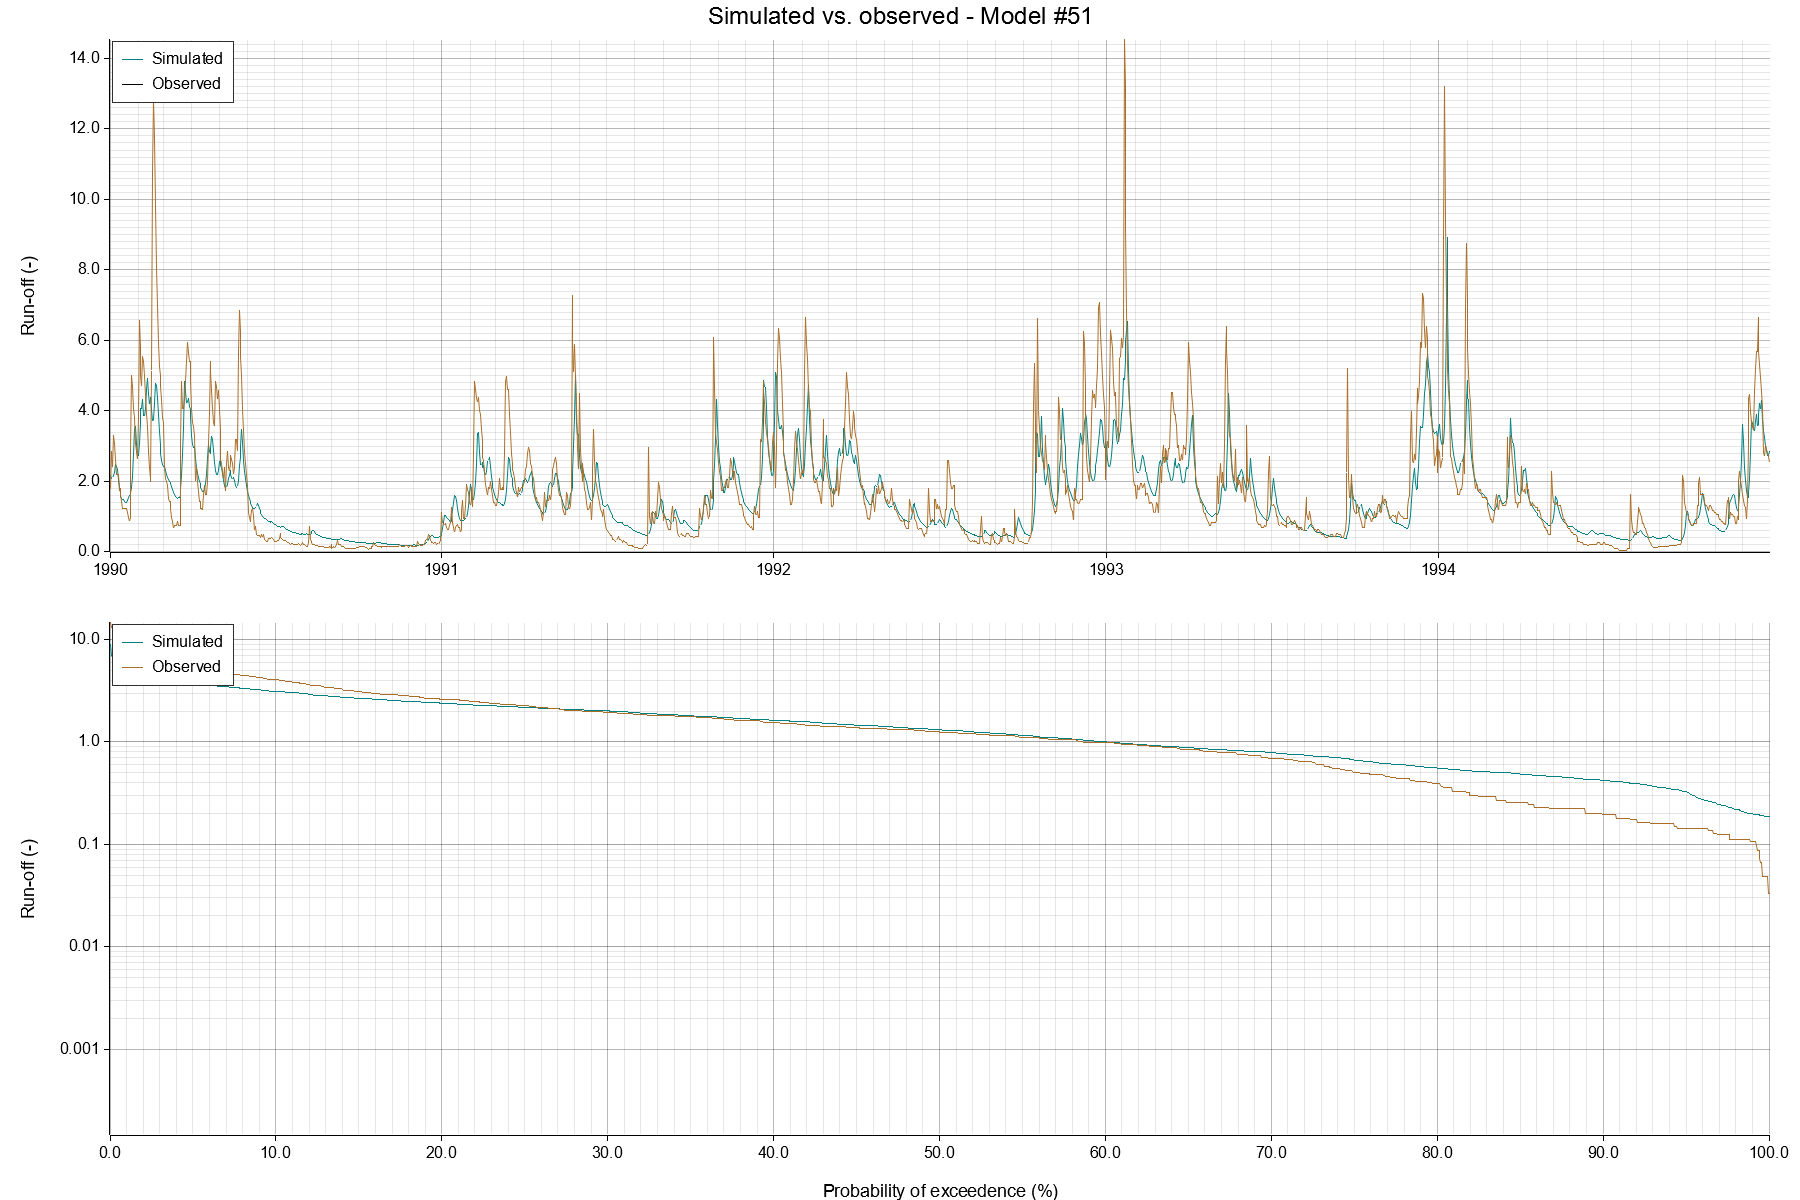 Simulated vs. observed - Model #51
14.0
12.0
10.0
8.0
6.0
4.0
2.0
0.0
Run-off (-)
Simulated
Observed
1990 1991 1992 1993 1994
10.0
1.0
0.1
0.01
0.001
Run-off (-)
Simulated
Observed
0.0 10.0 20.0 30.0 40.0 50.0 60.0 70.0 80.0 90.0 100.0
Probability of exceedence (%)